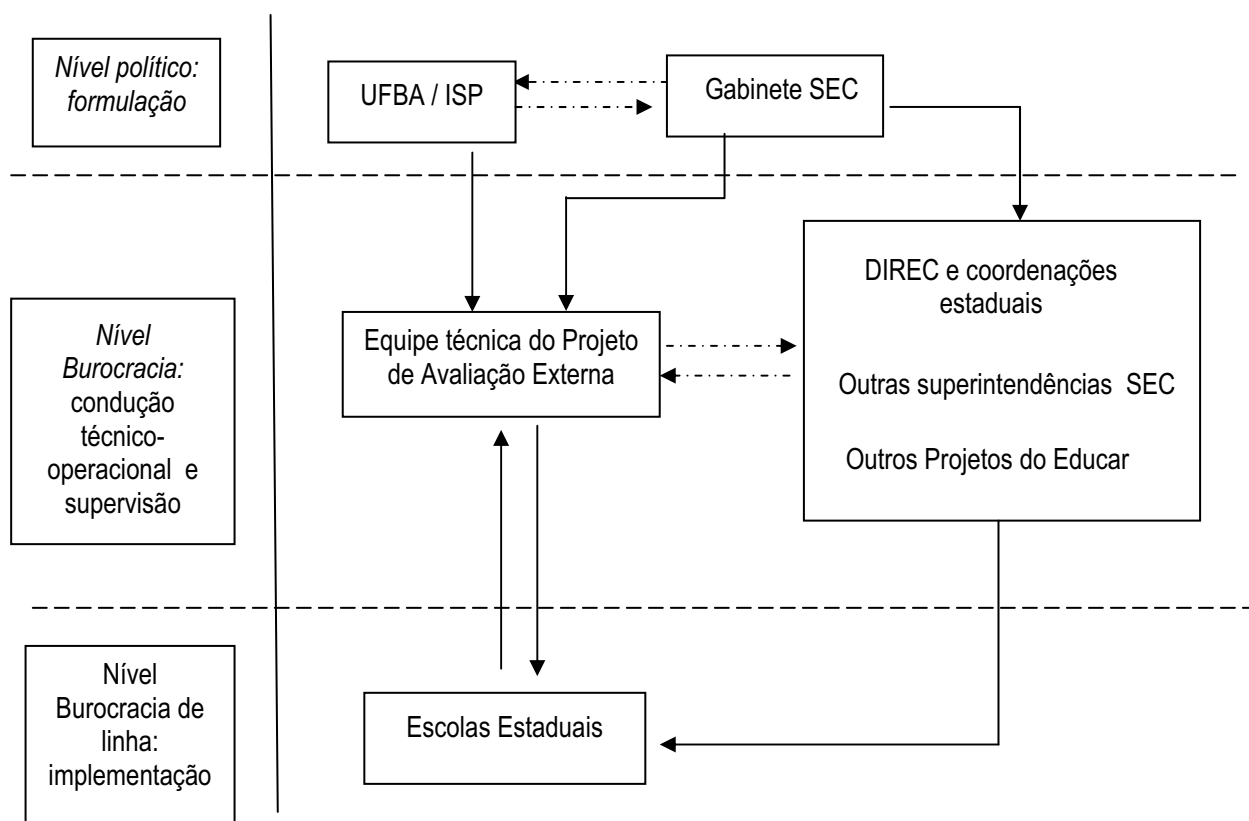 Nível político:
formulação
UFBA / ISP
Gabinete SEC
Nível
Burocracia:
condução
técnico-
operacional e
supervisão
Equipe técnica do Projeto
de Avaliação Externa
DIREC e coordenações
estaduais
Outras superintendências SEC
Outros Projetos do Educar
Nível
Burocracia de
linha:
implementação
Escolas Estaduais